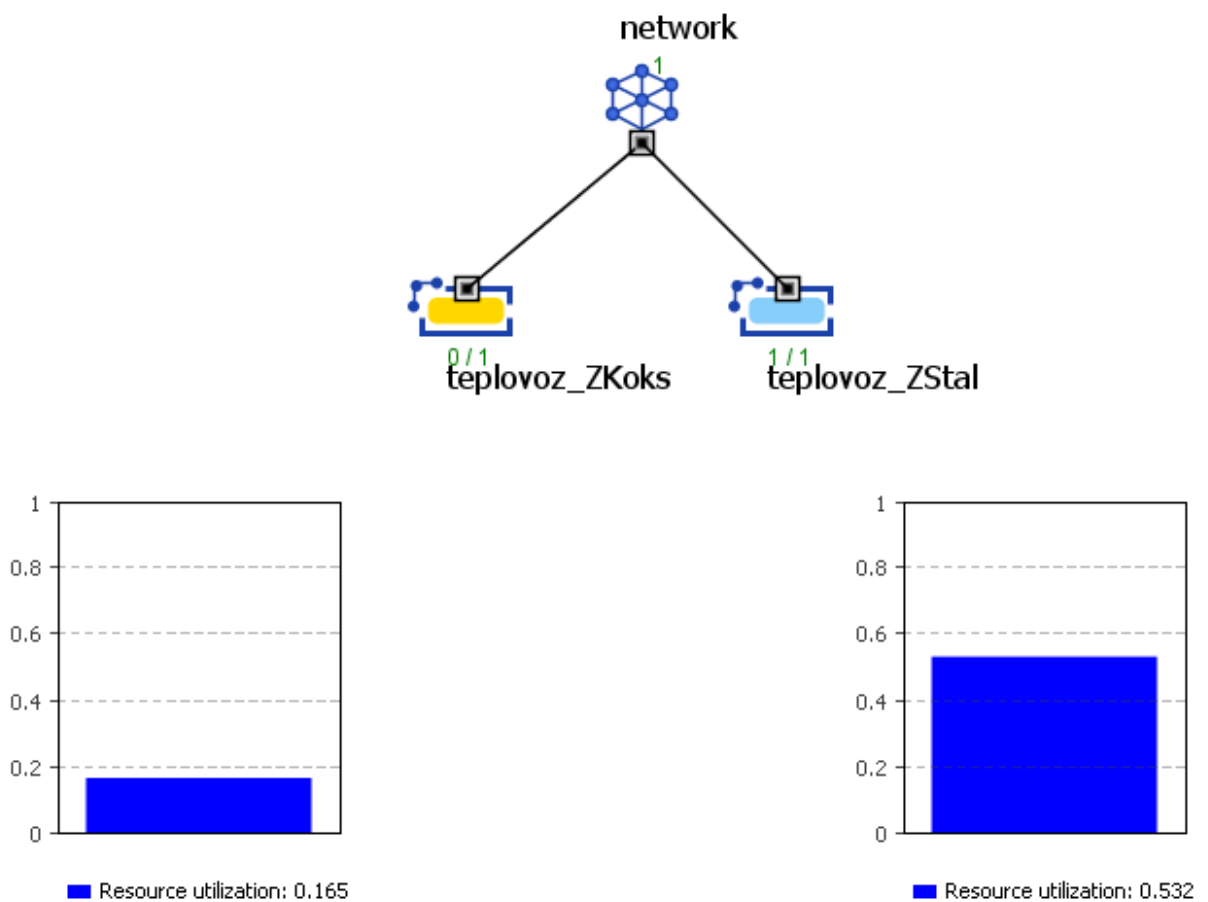 network
1
0 / 1
1 / 1
teplovoz_ZKoks
teplovoz_ZStal
1
0.8
0.6
0.4
0.2
0
Resource utilization: 0.165
1
0.8
0.6
0.4
0.2
0
Resource utilization: 0.532